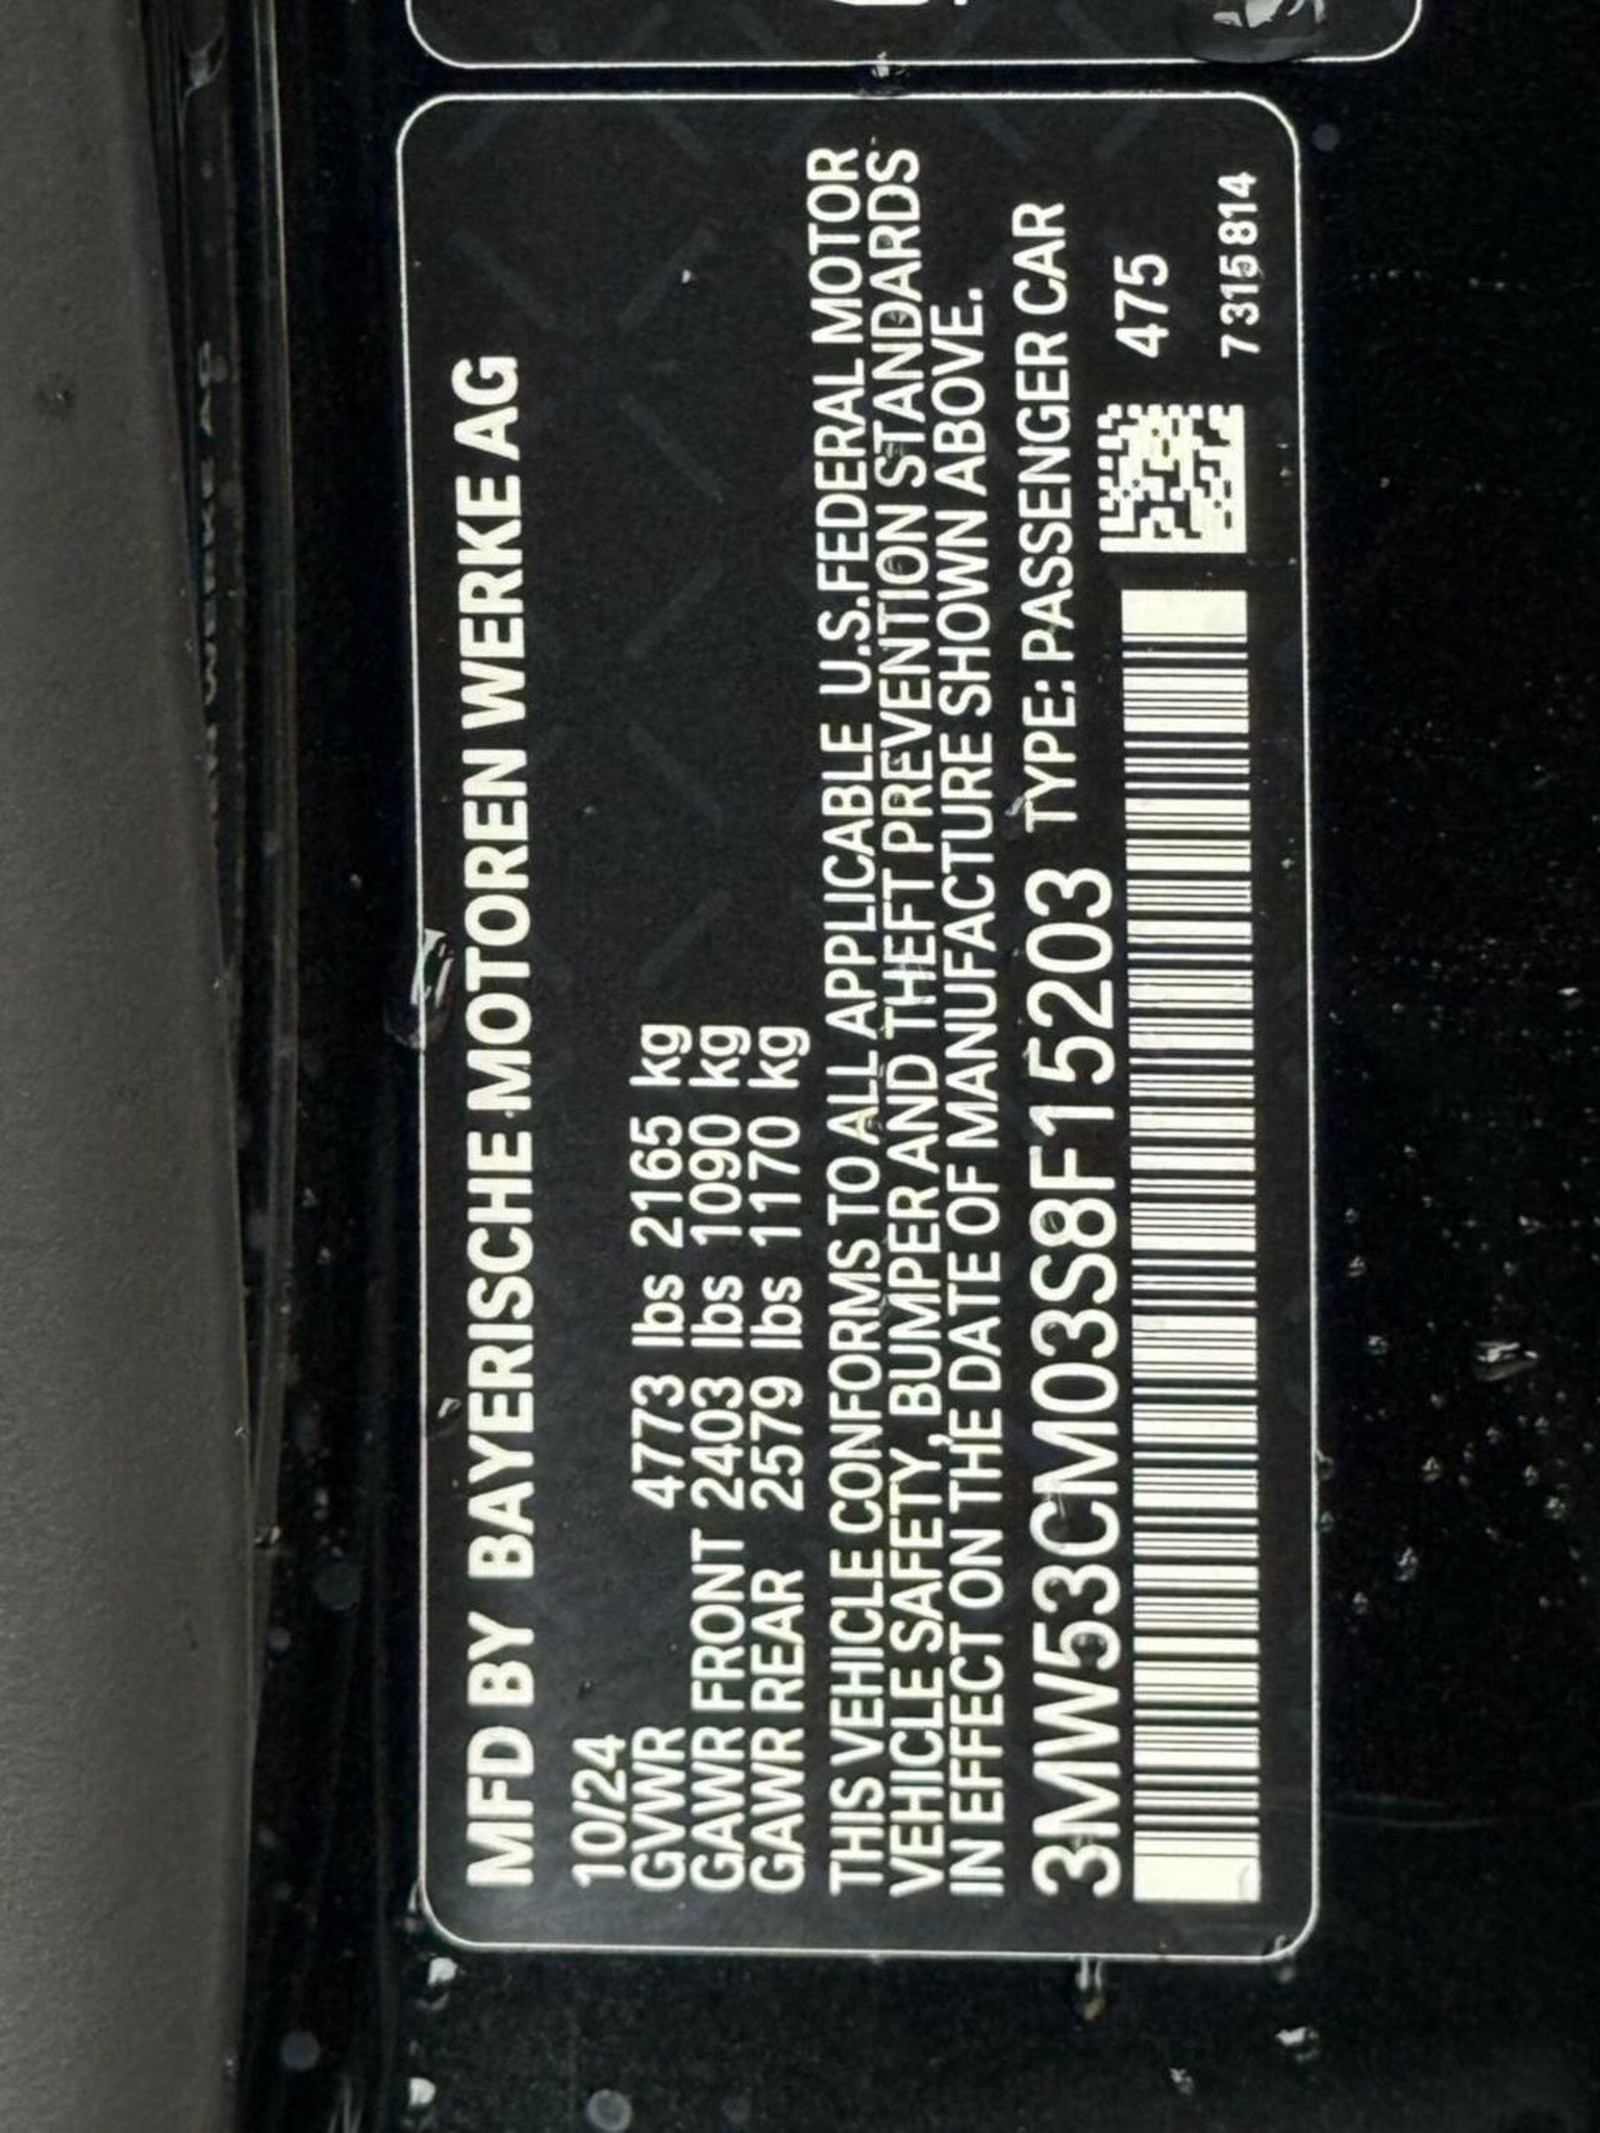 MFD BY BAYERISCHE MOTOREN WERKE AG
10/24
GVWR 4773 lbs 2165 kg
GAWR FRONT 2403 lbs 1090 kg
GAWR REAR 2579 lbs 1170 kg
THIS VEHICLE CONFORMS TO ALL APPLICABLE U.S.FEDERAL MOTOR
VEHICLE SAFETY, BUMPER AND THEFT PREVENTION STANDARDS
IN EFFECT ON THE DATE OF MANUFACTURE SHOWN ABOVE.
3MW53CM03S8F15203 TYPE: PASSENGER CAR
475
7315814